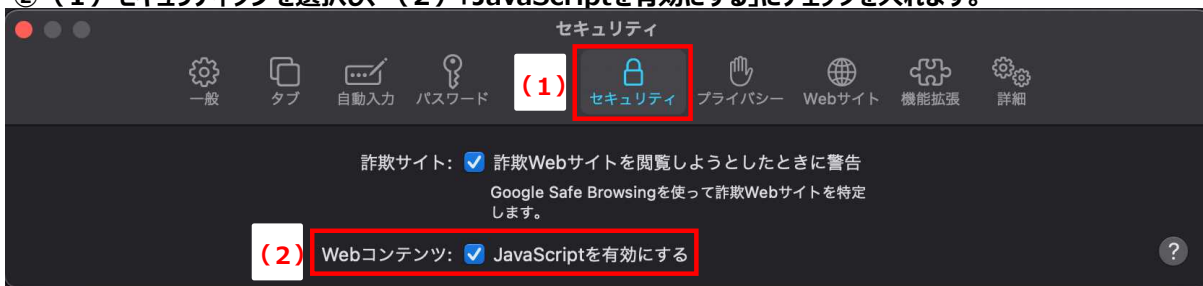 ② （１）"セキュリティタブ"を選択し、（２）「JavaScriptを有効にする」にチェックを入れます。
セキュリティ
一般 タブ 自動入力 パスワード （１） セキュリティ プライバシー Webサイト 機能拡張 詳細
詐欺サイト: 詐欺Webサイトを閲覧しようとしたときに警告
Google Safe Browsingを使って詐欺Webサイトを特定
します。
（２） Webコンテンツ: JavaScriptを有効にする ?